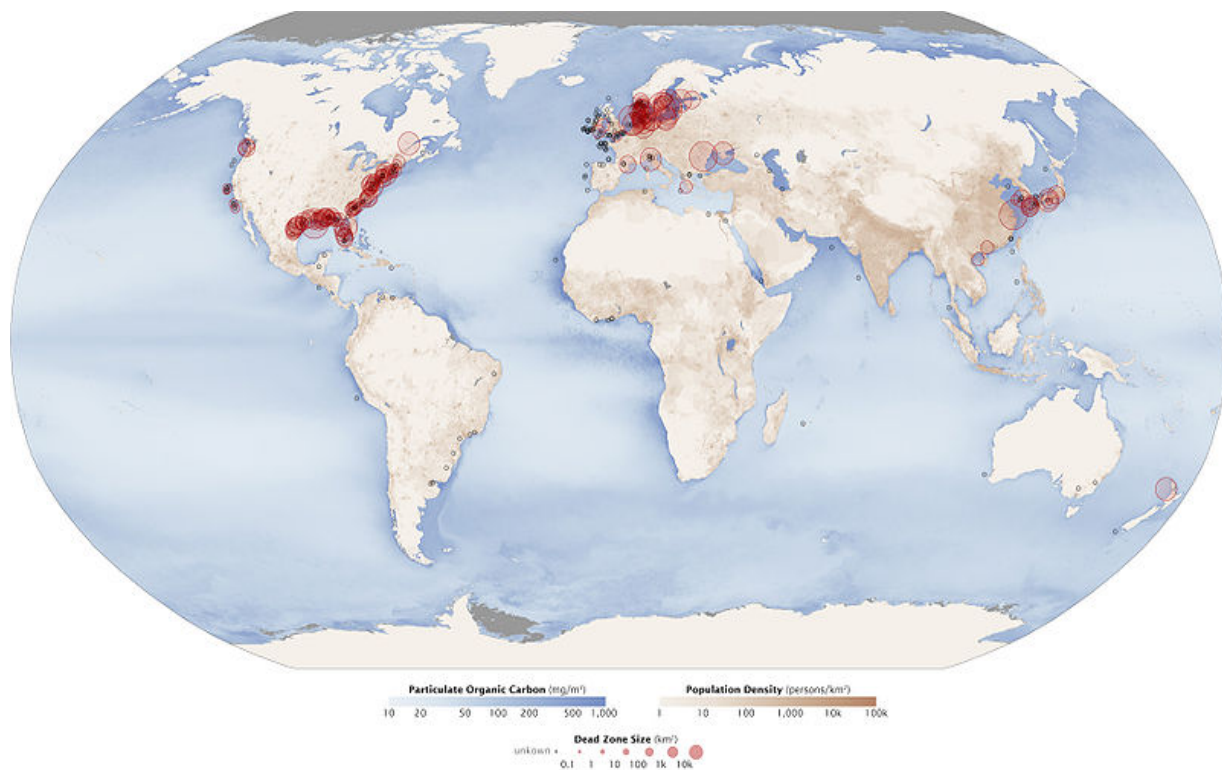 Particulate Organic Carbon (mg/m³)
10 20 50 100 200 500 1,000
Population Density (persons/km²)
1 10 100 1,000 10k 100k
Dead Zone Size (km²)
unkown
0.1 1 10 100 1k 10k